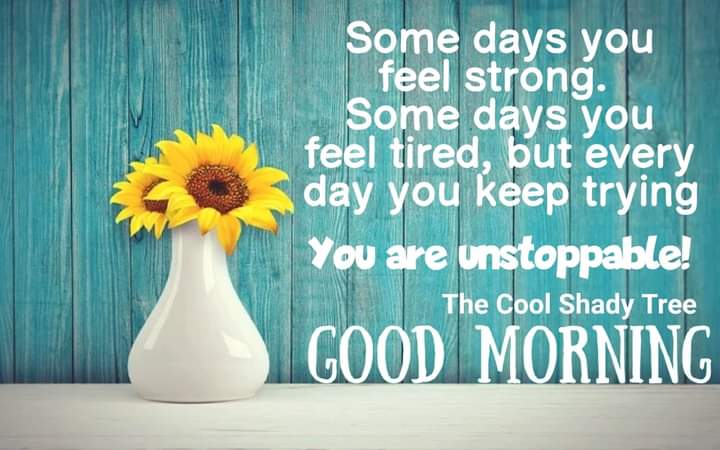 Some days you
feel strong.
Some days you
feel tired, but every
day you keep trying
You are unstoppable!
The Cool Shady Tree
GOOD MORNING